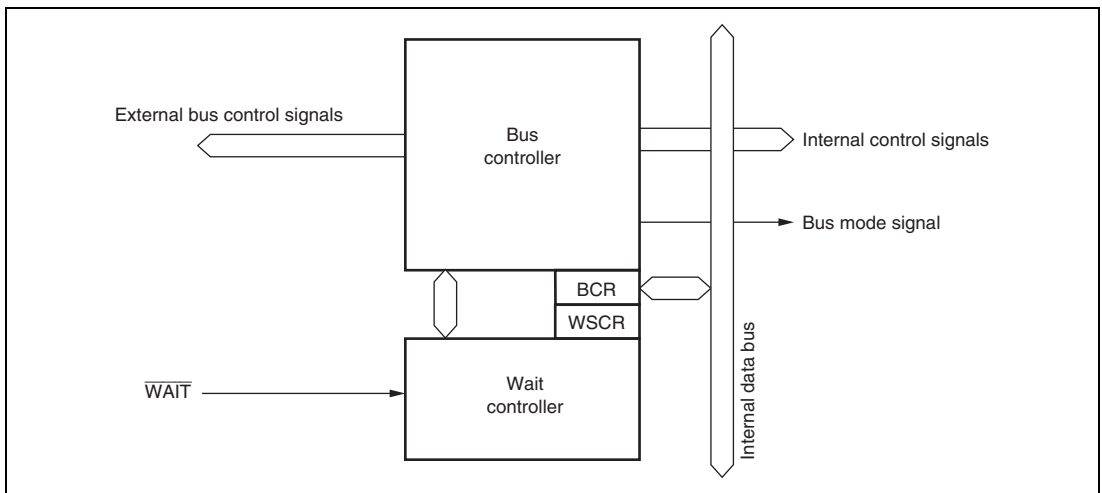 External bus control signals
Bus
controller
Internal control signals
Bus mode signal
BCR
WSCR
Internal data bus
WAIT
Wait
controller